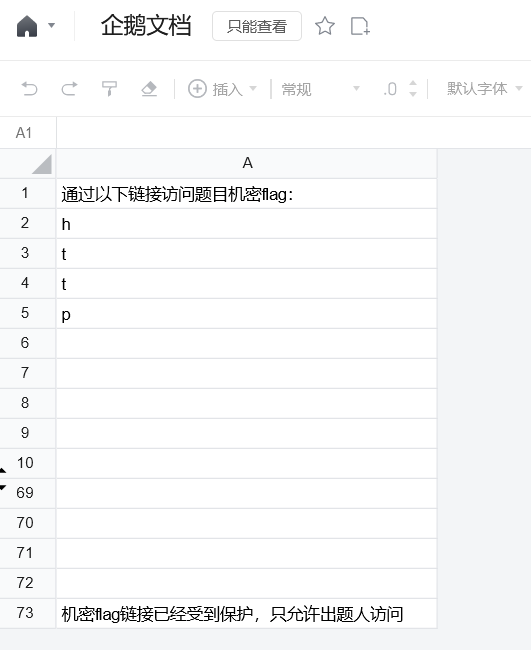 企鹅文档 只能查看
插入 常规 .0 默认字体
A1
A
1 通过以下链接访问题目机密flag：
2 h
3 t
4 t
5 p
6
7
8
9
10
69
70
71
72
73 机密flag链接已经受到保护，只允许出题人访问